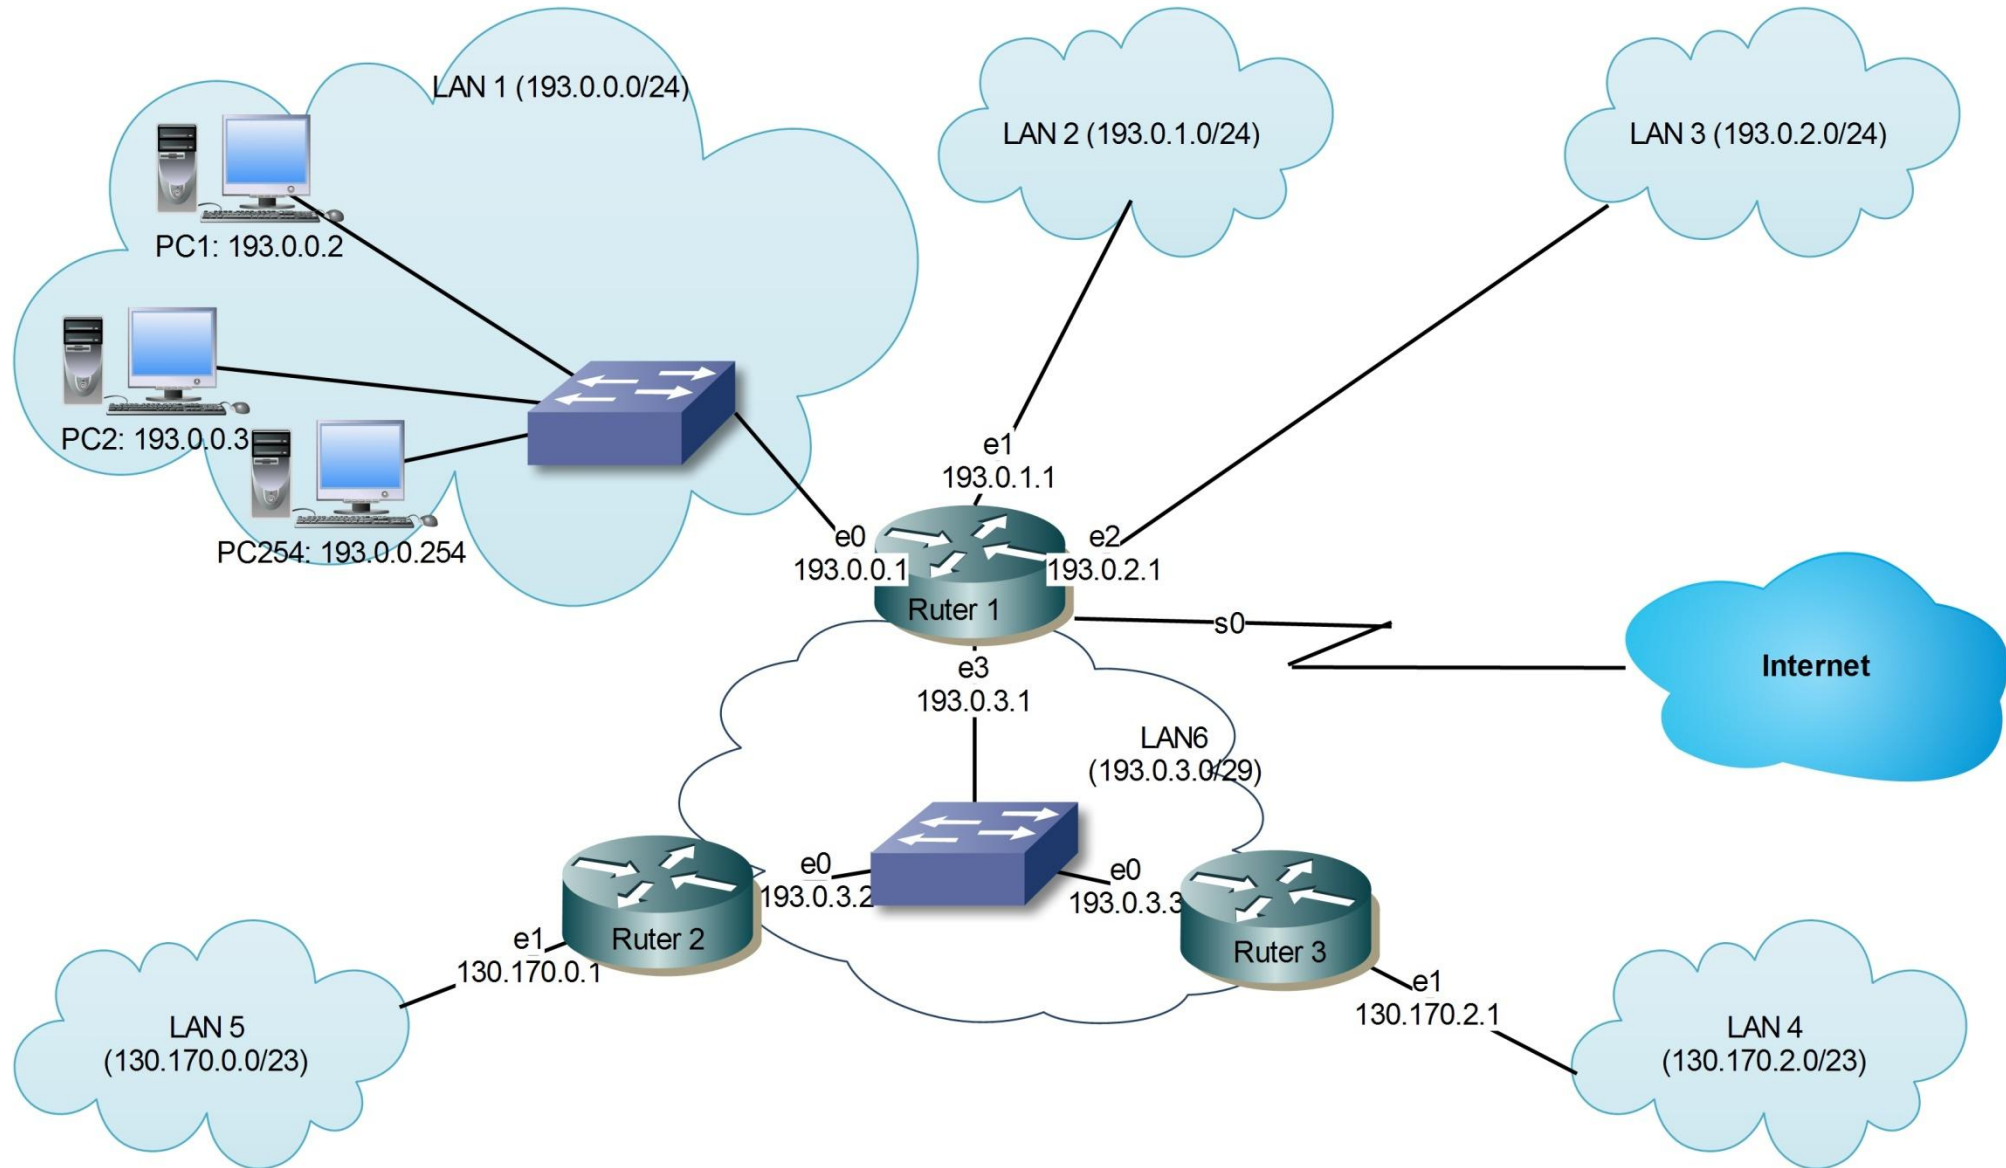 LAN 1 (193.0.0.0/24)
PC1: 193.0.0.2
PC2: 193.0.0.3
PC254: 193.0.0.254
LAN 2 (193.0.1.0/24)
LAN 3 (193.0.2.0/24)
e1
193.0.1.1
e0
193.0.0.1
e2
193.0.2.1
Ruter 1
s0
Internet
e3
193.0.3.1
LAN6
(193.0.3.0/29)
e0
193.0.3.2
e0
193.0.3.3
Ruter 2
Ruter 3
e1
130.170.0.1
e1
130.170.2.1
LAN 5
(130.170.0.0/23)
LAN 4
(130.170.2.0/23)